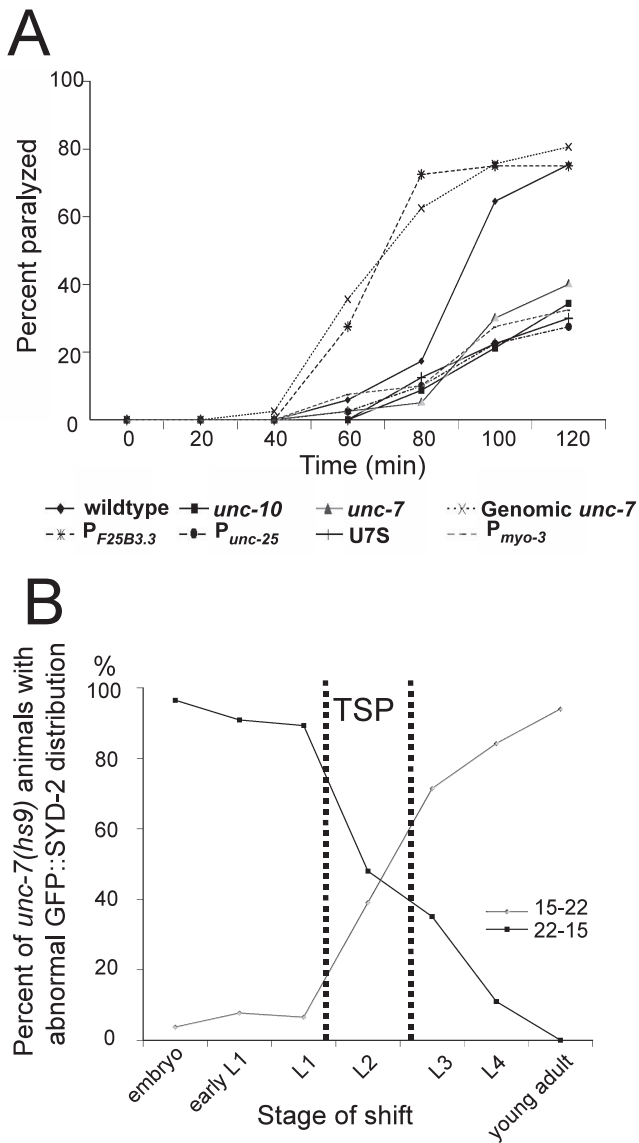 A
Percent paralyzed
100
80
60
40
20
0
0 20 40 60 80 100 120
Time (min)
wildtype unc-10 unc-7 Genomic unc-7
PF25B3.3 Punc-25 U7S Pmyo-3
B
Percent of unc-7(hs9) animals with
abnormal GFP::SYD-2 distribution
%
100
80
60
40
20
0
TSP
15-22
22-15
embryo early L1 L1 L2 L3 L4 young adult
Stage of shift